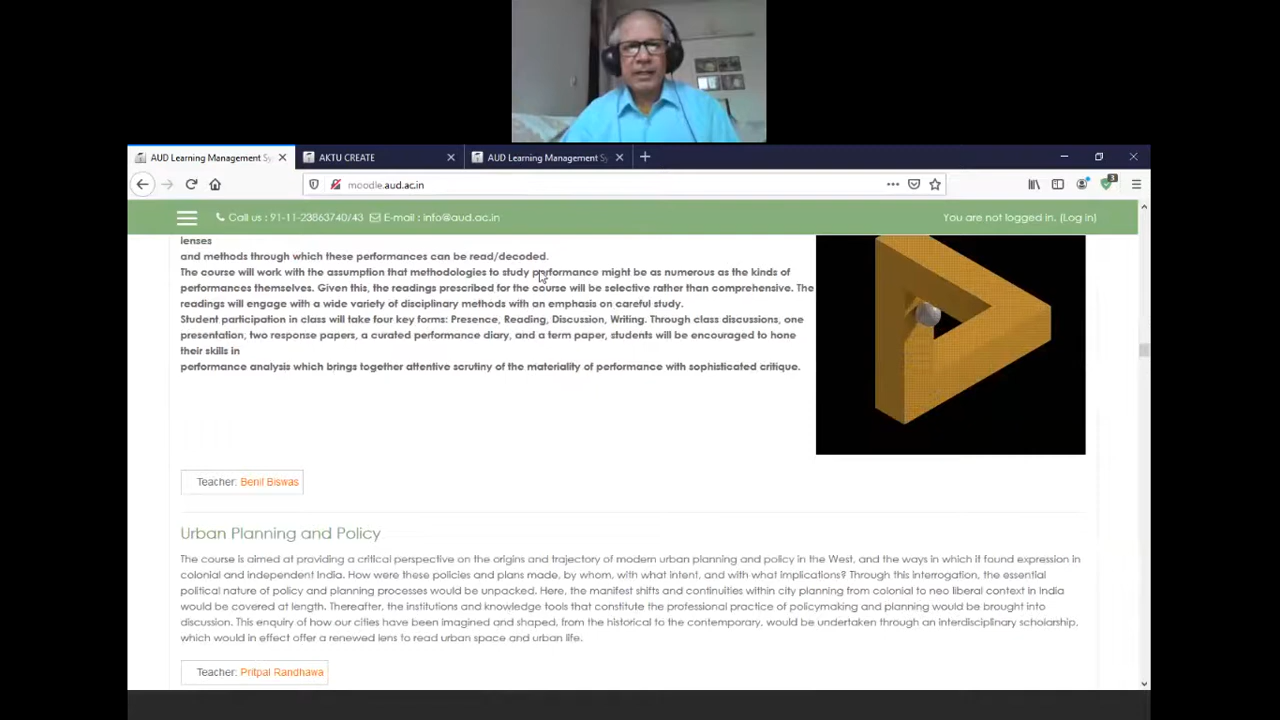 AUD Learning Management Sy
AKTU CREATE
AUD Learning Management Sy
moodle.aud.ac.in
3
Call us : 91-11-23863740/43 E-mail : info@aud.ac.in
You are not logged in. (Log in)
lenses
and methods through which these performances can be read/decoded.
The course will work with the assumption that methodologies to study performance might be as numerous as the kinds of
performances themselves. Given this, the readings prescribed for the course will be selective rather than comprehensive. The
readings will engage with a wide variety of disciplinary methods with an emphasis on careful study.
Student participation in class will take four key forms: Presence, Reading, Discussion, Writing. Through class discussions, one
presentation, two response papers, a curated performance diary, and a term paper, students will be encouraged to hone
their skills in
performance analysis which brings together attentive scrutiny of the materiality of performance with sophisticated critique.
Teacher: Benil Biswas
Urban Planning and Policy
The course is aimed at providing a critical perspective on the origins and trajectory of modern urban planning and policy in the West, and the ways in which it found expression in
colonial and independent India. How were these policies and plans made, by whom, with what intent, and with what implications? Through this interrogation, the essential
political nature of policy and planning processes would be unpacked. Here, the manifest shifts and continuities within city planning from colonial to neo liberal context in India
would be covered at length. Thereafter, the institutions and knowledge tools that constitute the professional practice of policymaking and planning would be brought into
discussion. This enquiry of how our cities have been imagined and shaped, from the historical to the contemporary, would be undertaken through an interdisciplinary scholarship,
which would in effect offer a renewed lens to read urban space and urban life.
Teacher: Pritpal Randhawa